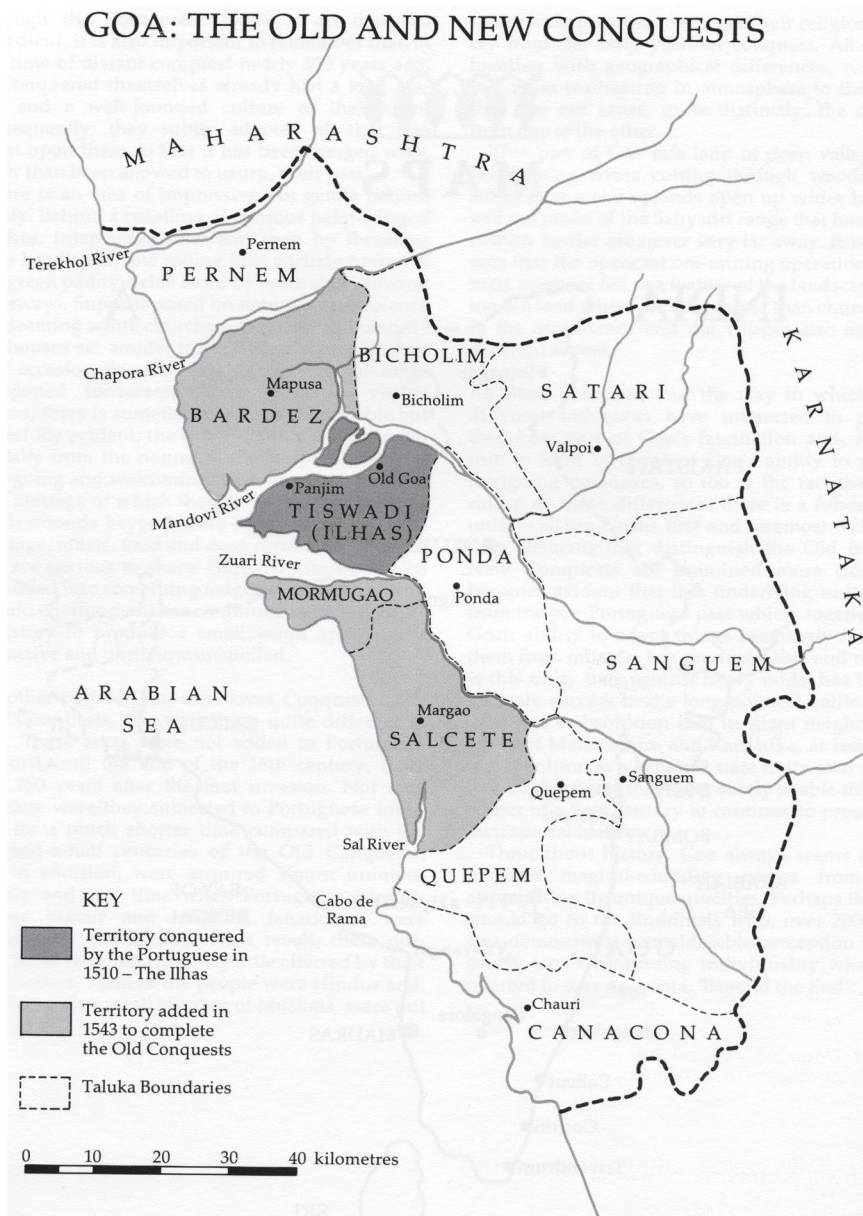 GOA: THE OLD AND NEW CONQUESTS
MAHARASHTRA
Terekhol River
Pernem
PERNEM
Chapora River
BICHOLIM
Mapusa
Bicholim
BARDEZ
SATARI
KARNATAKA
Valpoi
Old Goa
Panjim
Mandovi River
TISWADI
(ILHAS)
Zuari River
PONDA
Ponda
MORMUGAO
SANGUEM
ARABIAN
SEA
Margao
SALCETE
Sanguem
Quepem
Sal River
QUEPEM
Cabo de
Rama
Chauri
CANACONA
KEY
Territory conquered
by the Portuguese in
1510 – The Ilhas
Territory added in
1543 to complete
the Old Conquests
Taluka Boundaries
0 10 20 30 40 kilometres